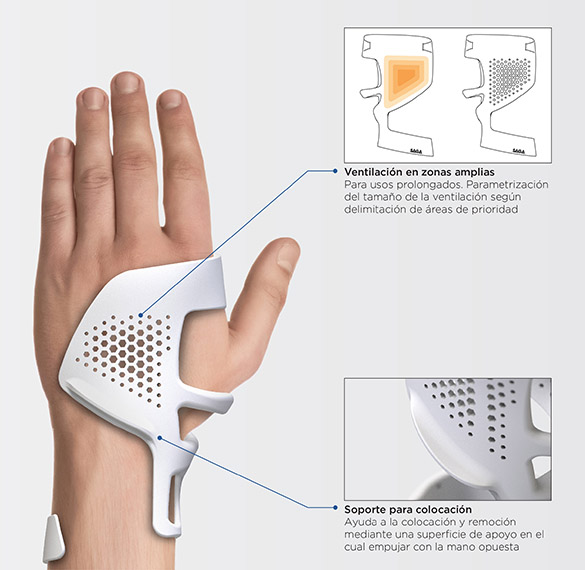 SAGA
SAGA
Ventilación en zonas amplias
Para usos prolongados. Parametrización
del tamaño de la ventilación según
delimitación de áreas de prioridad
Soporte para colocación
Ayuda a la colocación y remoción
mediante una superficie de apoyo en el
cual empujar con la mano opuesta